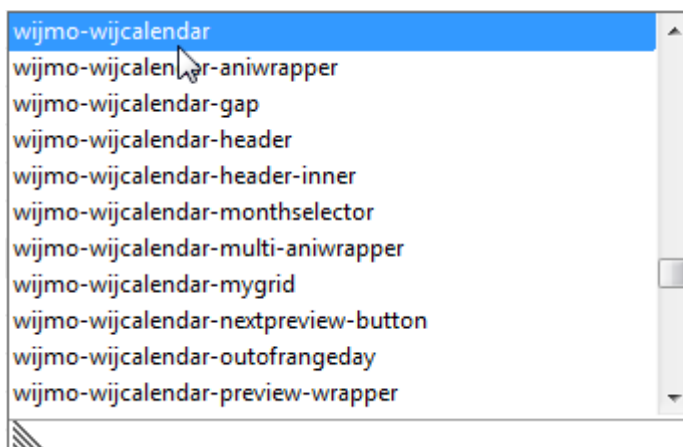 wijmo-wijcalendar
wijmo-wijcalendar-aniwrapper
wijmo-wijcalendar-gap
wijmo-wijcalendar-header
wijmo-wijcalendar-header-inner
wijmo-wijcalendar-monthselector
wijmo-wijcalendar-multi-aniwrapper
wijmo-wijcalendar-mygrid
wijmo-wijcalendar-nextpreview-button
wijmo-wijcalendar-outofrangeday
wijmo-wijcalendar-preview-wrapper